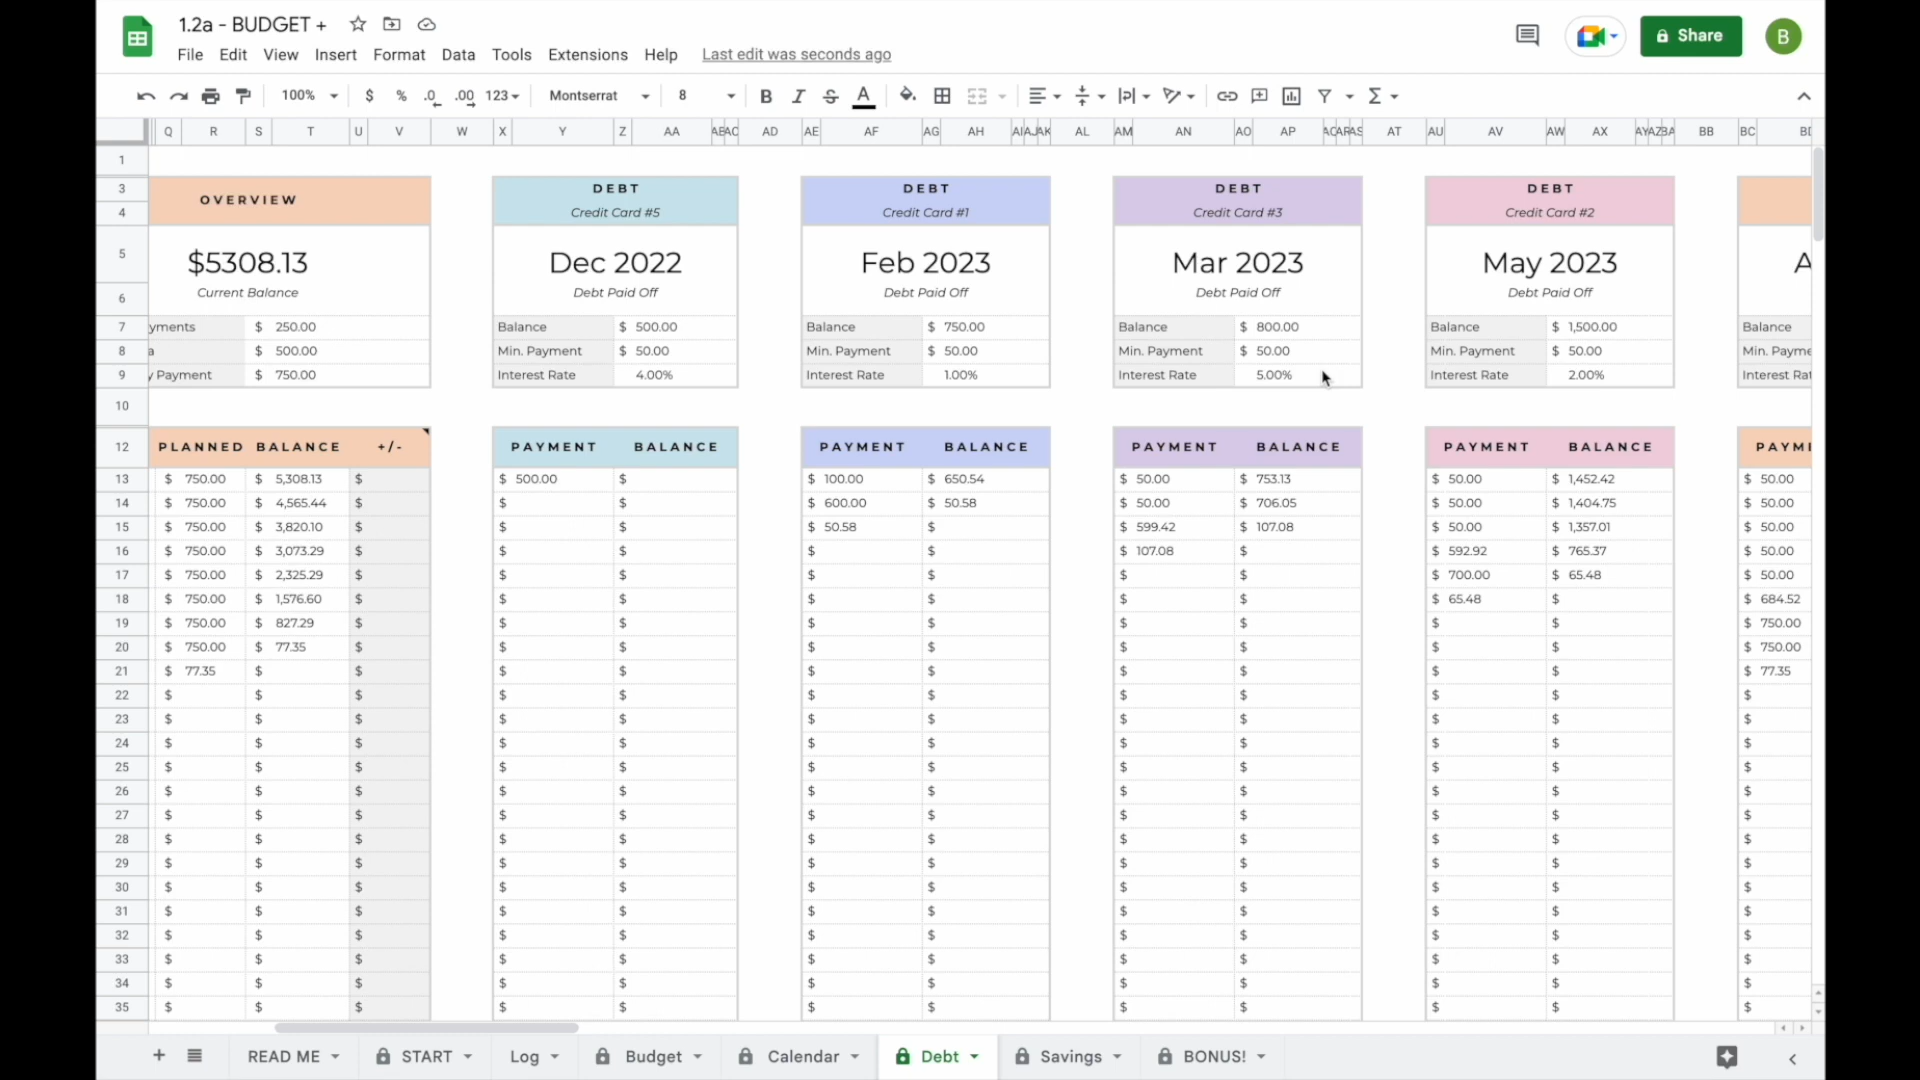 1.2a - BUDGET +
File Edit View Insert Format Data Tools Extensions Help Last edit was seconds ago
Share
B
100% $ % .0 .00 123 Montserrat 8 B I S A
Q R S T U V W X Y Z AA AD AE AF AG AH AL AM AN AO AP AT AU AV AW AX BB BC
1
3 OVERVIEW DEBT DEBT DEBT DEBT
4 Credit Card #5 Credit Card #1 Credit Card #3 Credit Card #2
5 $5308.13 Dec 2022 Feb 2023 Mar 2023 May 2023 A
6 Current Balance Debt Paid Off Debt Paid Off Debt Paid Off Debt Paid Off
7 yments $ 250.00 Balance $ 500.00 Balance $ 750.00 Balance $ 800.00 Balance $ 1,500.00 Balance
8 a $ 500.00 Min. Payment $ 50.00 Min. Payment $ 50.00 Min. Payment $ 50.00 Min. Payment $ 50.00 Min. Payme
9 y Payment $ 750.00 Interest Rate 4.00% Interest Rate 1.00% Interest Rate 5.00% Interest Rate 2.00% Interest Rat
10
12 PLANNED BALANCE +/- PAYMENT BALANCE PAYMENT BALANCE PAYMENT BALANCE PAYMENT BALANCE PAYM
13 $ 750.00 $ 5,308.13 $ $ 500.00 $ $ 100.00 $ 650.54 $ 50.00 $ 753.13 $ 50.00 $ 1,452.42 $ 50.00
14 $ 750.00 $ 4,565.44 $ $ $ $ 600.00 $ 50.58 $ 50.00 $ 706.05 $ 50.00 $ 1,404.75 $ 50.00
15 $ 750.00 $ 3,820.10 $ $ $ $ 50.58 $ $ 599.42 $ 107.08 $ 50.00 $ 1,357.01 $ 50.00
16 $ 750.00 $ 3,073.29 $ $ $ $ $ $ 107.08 $ $ 592.92 $ 765.37 $ 50.00
17 $ 750.00 $ 2,325.29 $ $ $ $ $ $ $ $ 700.00 $ 65.48 $ 50.00
18 $ 750.00 $ 1,576.60 $ $ $ $ $ $ $ $ 65.48 $ $ 684.52
19 $ 750.00 $ 827.29 $ $ $ $ $ $ $ $ $ $ 750.00
20 $ 750.00 $ 77.35 $ $ $ $ $ $ $ $ $ $ 750.00
21 $ 77.35 $ $ $ $ $ $ $ $ $ $ $ 77.35
22 $ $ $ $ $ $ $ $ $ $ $ $
23 $ $ $ $ $ $ $ $ $ $ $ $
24 $ $ $ $ $ $ $ $ $ $ $ $
25 $ $ $ $ $ $ $ $ $ $ $ $
26 $ $ $ $ $ $ $ $ $ $ $ $
27 $ $ $ $ $ $ $ $ $ $ $ $
28 $ $ $ $ $ $ $ $ $ $ $ $
29 $ $ $ $ $ $ $ $ $ $ $ $
30 $ $ $ $ $ $ $ $ $ $ $ $
31 $ $ $ $ $ $ $ $ $ $ $ $
32 $ $ $ $ $ $ $ $ $ $ $ $
33 $ $ $ $ $ $ $ $ $ $ $ $
34 $ $ $ $ $ $ $ $ $ $ $ $
35 $ $ $ $ $ $ $ $ $ $ $ $
READ ME START Log Budget Calendar Debt Savings BONUS!